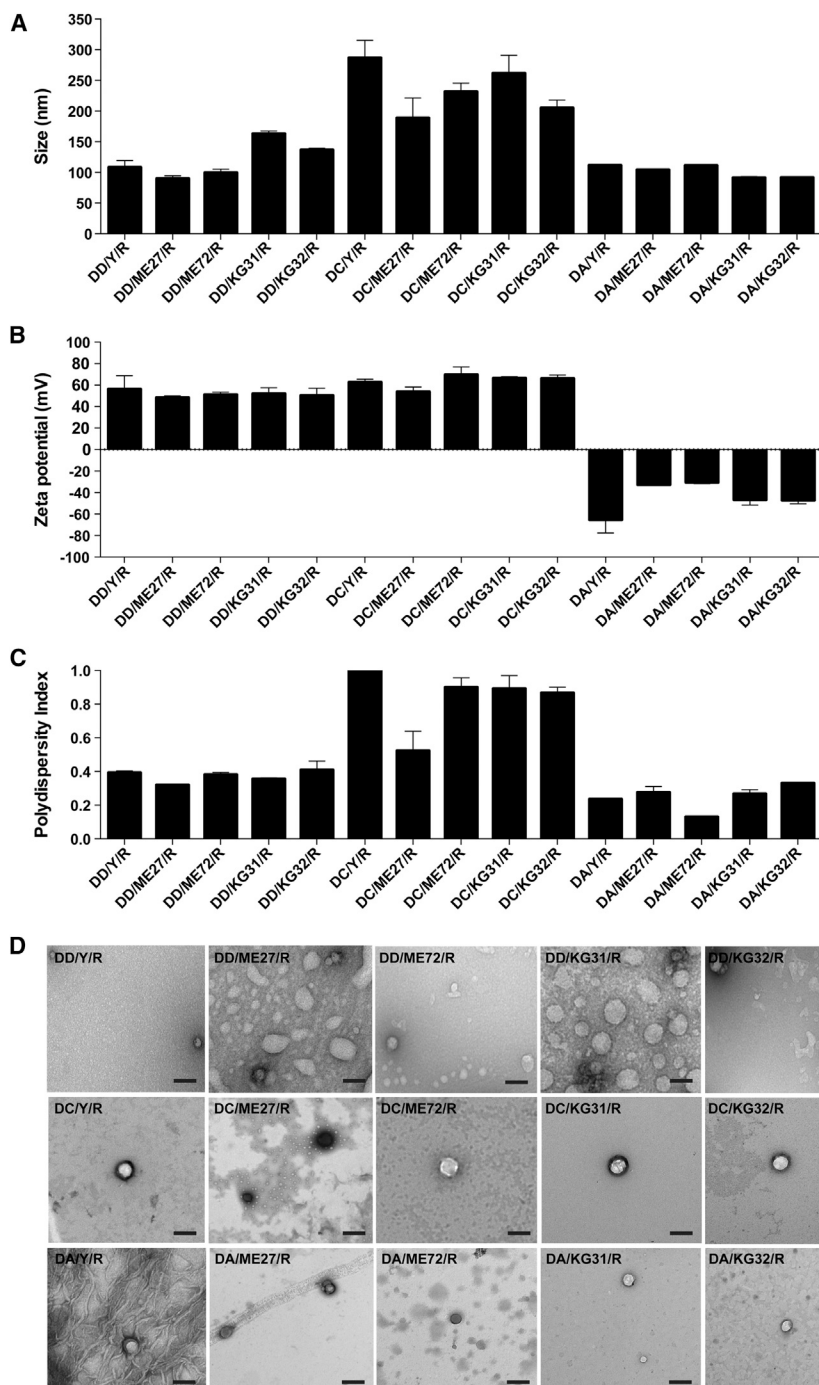 A
Size (nm)
350
300
250
200
150
100
50
0
DD/Y/R
DD/ME27/R
DD/ME72/R
DD/KG31/R
DD/KG32/R
DC/Y/R
DC/ME27/R
DC/ME72/R
DC/KG31/R
DC/KG32/R
DA/Y/R
DA/ME27/R
DA/ME72/R
DA/KG31/R
DA/KG32/R
B
Zeta potential (mV)
100
80
60
40
20
0
-20
-40
-60
-80
-100
DD/Y/R
DD/ME27/R
DD/ME72/R
DD/KG31/R
DD/KG32/R
DC/Y/R
DC/ME27/R
DC/ME72/R
DC/KG31/R
DC/KG32/R
DA/Y/R
DA/ME27/R
DA/ME72/R
DA/KG31/R
DA/KG32/R
C
Polydispersity Index
1.0
0.8
0.6
0.4
0.2
0.0
DD/Y/R
DD/ME27/R
DD/ME72/R
DD/KG31/R
DD/KG32/R
DC/Y/R
DC/ME27/R
DC/ME72/R
DC/KG31/R
DC/KG32/R
DA/Y/R
DA/ME27/R
DA/ME72/R
DA/KG31/R
DA/KG32/R
D
DD/Y/R DD/ME27/R DD/ME72/R DD/KG31/R DD/KG32/R
DC/Y/R DC/ME27/R DC/ME72/R DC/KG31/R DC/KG32/R
DA/Y/R DA/ME27/R DA/ME72/R DA/KG31/R DA/KG32/R